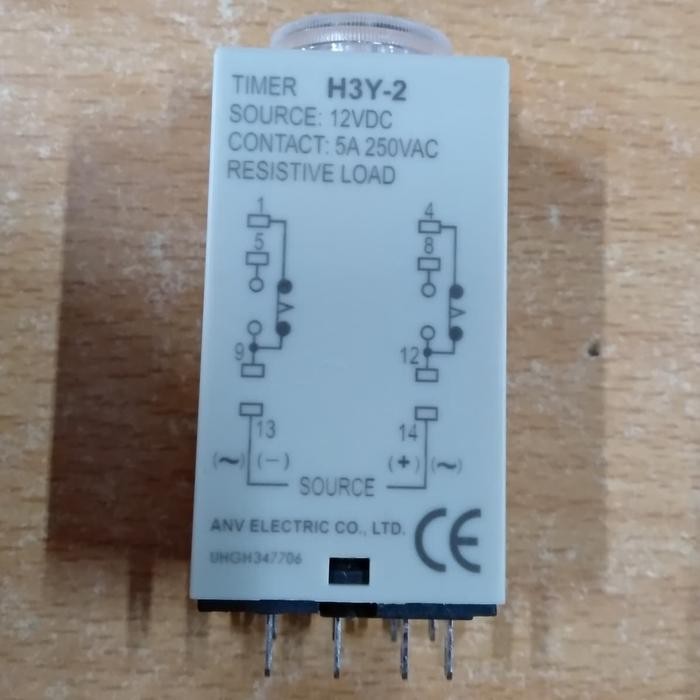 TIMER H3Y-2
SOURCE: 12VDC
CONTACT: 5A 250VAC
RESISTIVE LOAD
1 4
5 8
9 12
13 14
(~) (−) (+) (~)
SOURCE
ANV ELECTRIC CO., LTD. CE
UHGH347706